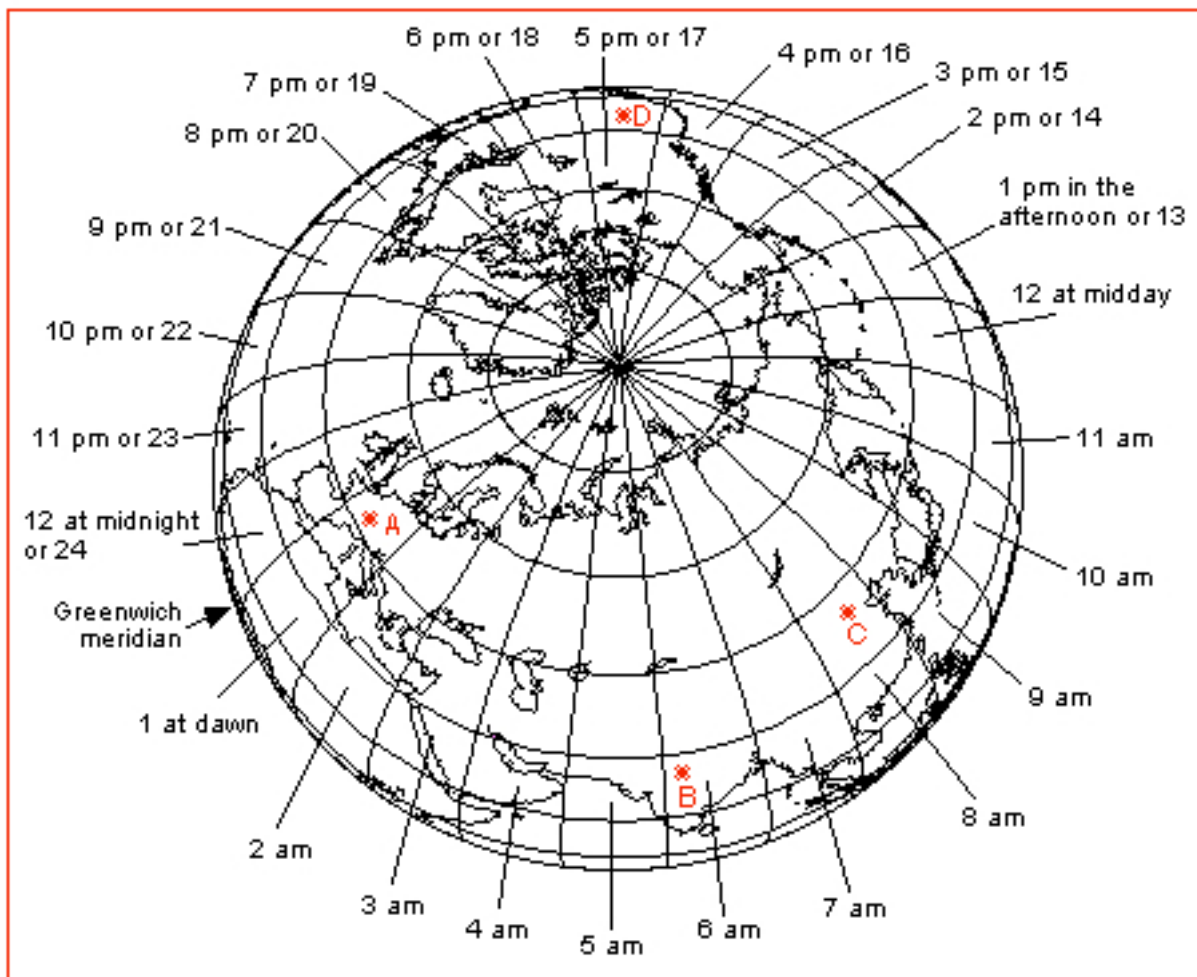 6 pm or 18
5 pm or 17
4 pm or 16
7 pm or 19
3 pm or 15
8 pm or 20
2 pm or 14
D
1 pm in the
afternoon or 13
9 pm or 21
12 at midday
10 pm or 22
11 pm or 23
11 am
12 at midnight
or 24
A
10 am
Greenwich
meridian
C
9 am
1 at dawn
B
8 am
2 am
7 am
3 am
4 am
5 am
6 am